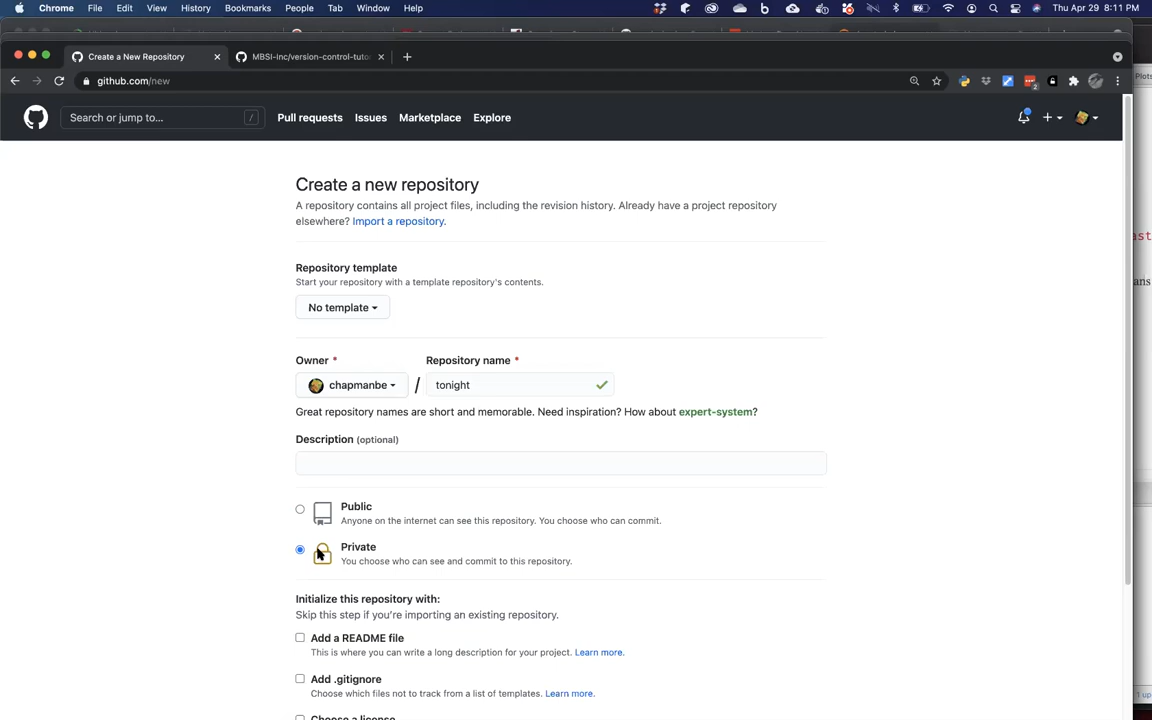 Chrome File Edit View History Bookmarks People Tab Window Help Thu Apr 29 8:11 PM
Create a New Repository MBSI-Inc/version-control-tuto
github.com/new
Search or jump to... / Pull requests Issues Marketplace Explore
Plots
Create a new repository
A repository contains all project files, including the revision history. Already have a project repository
elsewhere? Import a repository.
ast
Repository template
Start your repository with a template repository's contents.
ans
No template
Owner * Repository name *
chapmanbe / tonight
Great repository names are short and memorable. Need inspiration? How about expert-system?
Description (optional)
Public
Anyone on the internet can see this repository. You choose who can commit.
Private
You choose who can see and commit to this repository.
Initialize this repository with:
Skip this step if you're importing an existing repository.
Add a README file
This is where you can write a long description for your project. Learn more.
Add .gitignore
Choose which files not to track from a list of templates. Learn more.
1 up
Choose a license